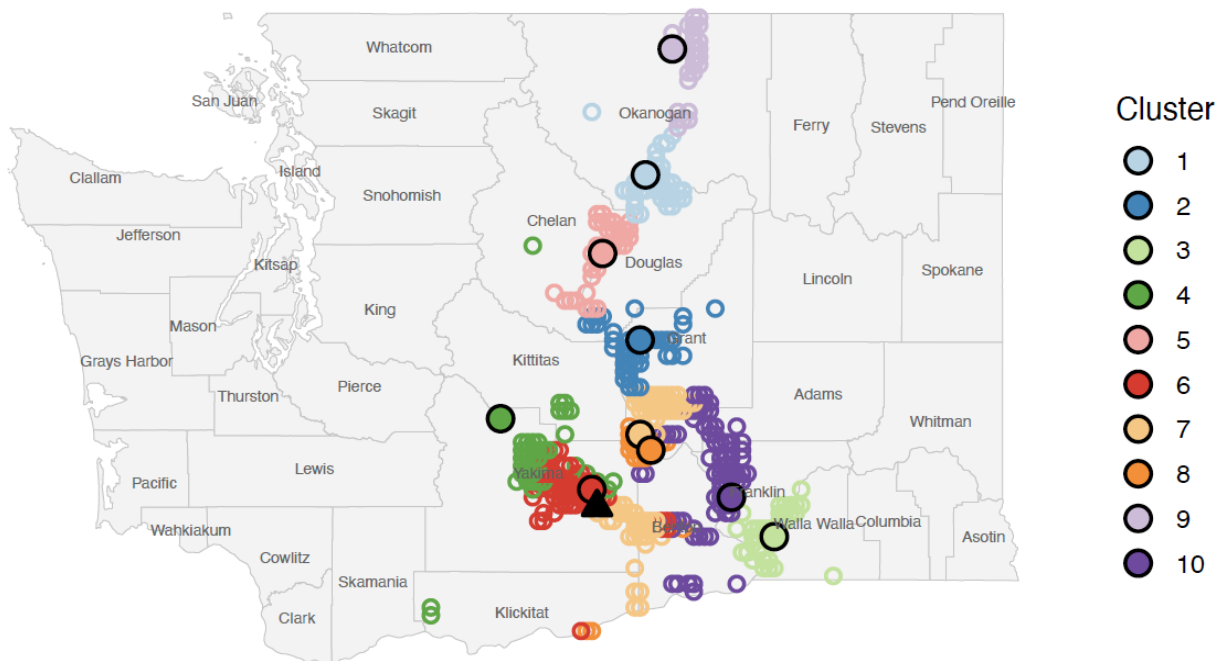 Whatcom
San Juan
Skagit
Okanogan
Pend Oreille
Ferry
Stevens
Island
Clallam
Snohomish
Chelan
Jefferson
Kitsap
Douglas
Lincoln
Spokane
King
Mason
Grant
Grays Harbor
Kittitas
Pierce
Thurston
Adams
Whitman
Lewis
Yakima
Pacific
Franklin
Benton
Walla Walla
Columbia
Wahkiakum
Asotin
Cowlitz
Skamania
Klickitat
Clark
Cluster
1
2
3
4
5
6
7
8
9
10